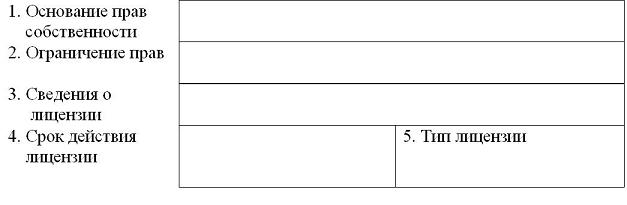 1. Основание прав
собственности
2. Ограничение прав
3. Сведения о
лицензии
4. Срок действия
лицензии
5. Тип лицензии